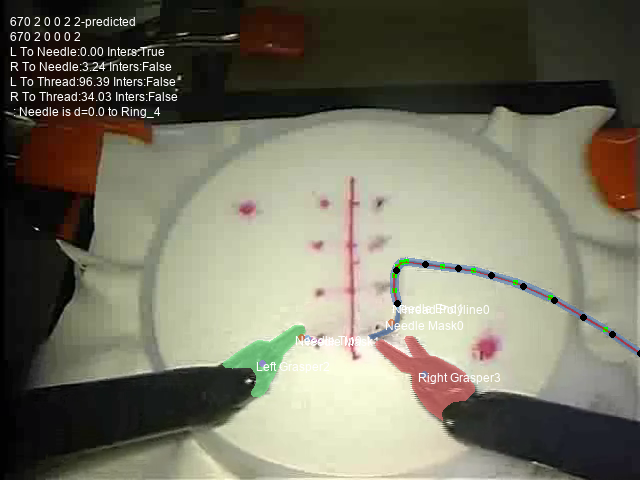 670 2 0 0 2 2-predicted
670 2 0 0 0 2
L To Needle:0.00 Inters:True
R To Needle:3.24 Inters:False
L To Thread:96.39 Inters:False
R To Thread:34.03 Inters:False
: Needle is d=0.0 to Ring_4
Needle Mask0
Left Grasper2
Right Grasper3